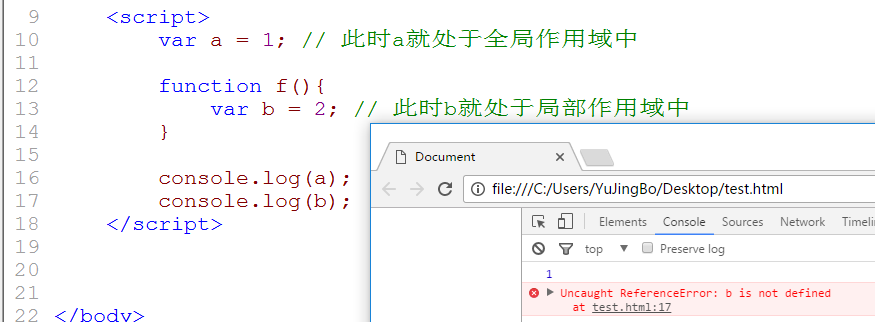 9 <script>
10 var a = 1; // 此时a就处于全局作用域中
11
12 function f(){
13 var b = 2; // 此时b就处于局部作用域中
14 }
15
16 console.log(a);
17 console.log(b);
18 </script>
19
20
21
22 </body>
Document
file:///C:/Users/YuJingBo/Desktop/test.html
Elements Console Sources Network Timeli
top Preserve log
1
Uncaught ReferenceError: b is not defined
at test.html:17